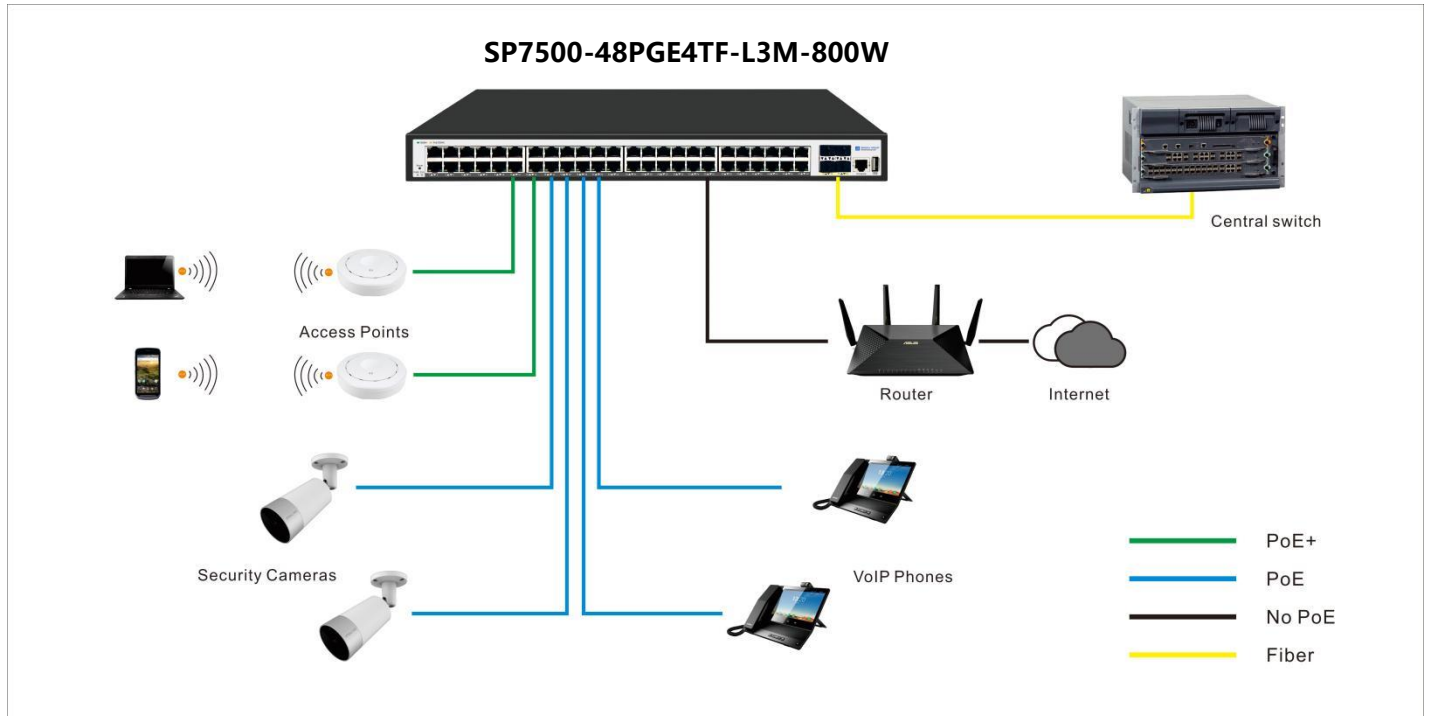 SP7500-48PGE4TF-L3M-800W
Central switch
Access Points
Router
Internet
Security Cameras
VoIP Phones
PoE+
PoE
No PoE
Fiber